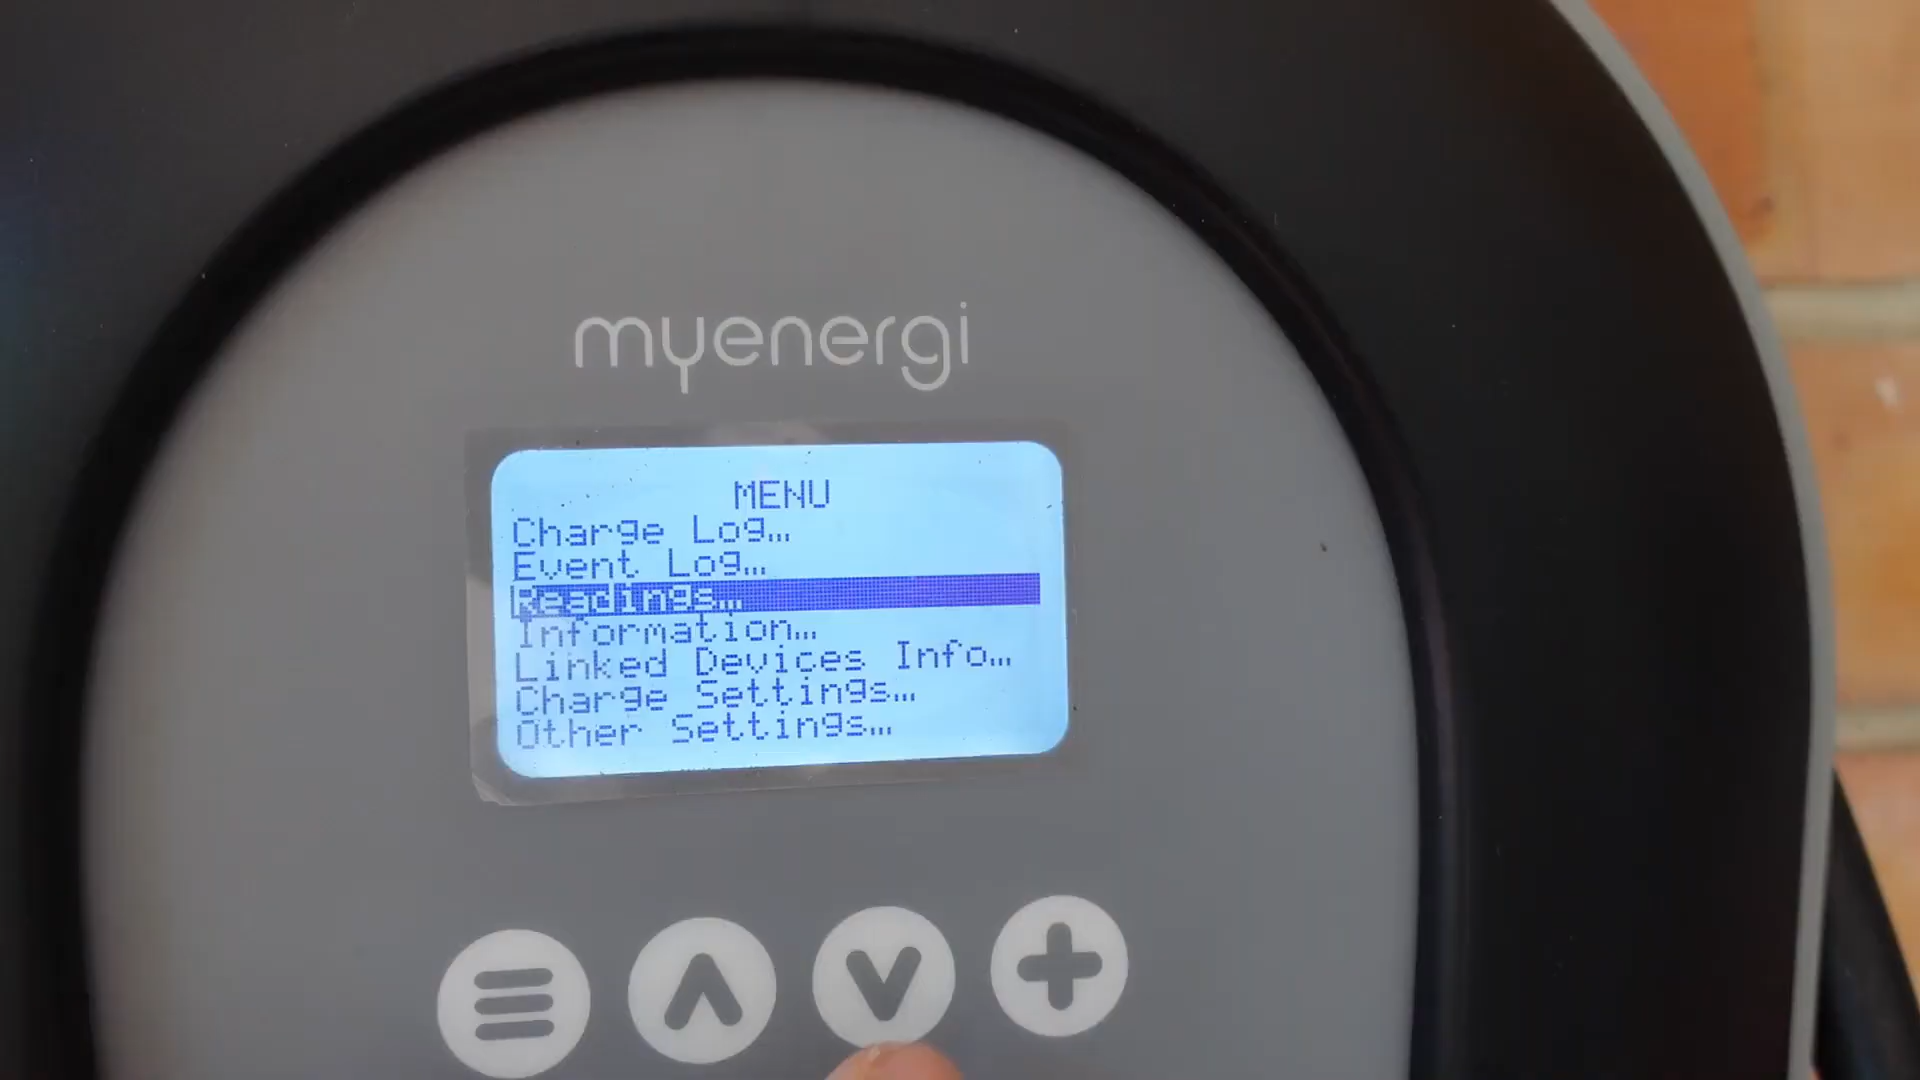 myenergi
MENU
Charge Log...
Event Log...
Readings...
Information...
Linked Devices Info...
Charge Settings...
Other Settings...